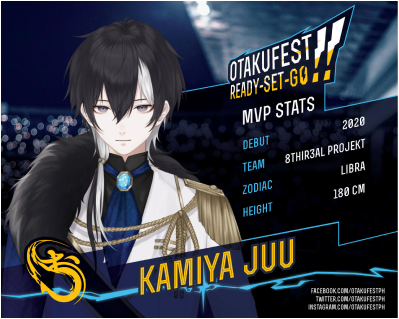 OTAKUFEST
READY-SET-GO!!
MVP STATS
DEBUT 2020
TEAM 8THIR3AL PROJEKT
ZODIAC LIBRA
HEIGHT 180 CM
KAMIYA JUU
FACEBOOK.COM/OTAKUFESTPH
TWITTER.COM/OTAKUFESTPH
INSTAGRAM.COM/OTAKUFESTPH